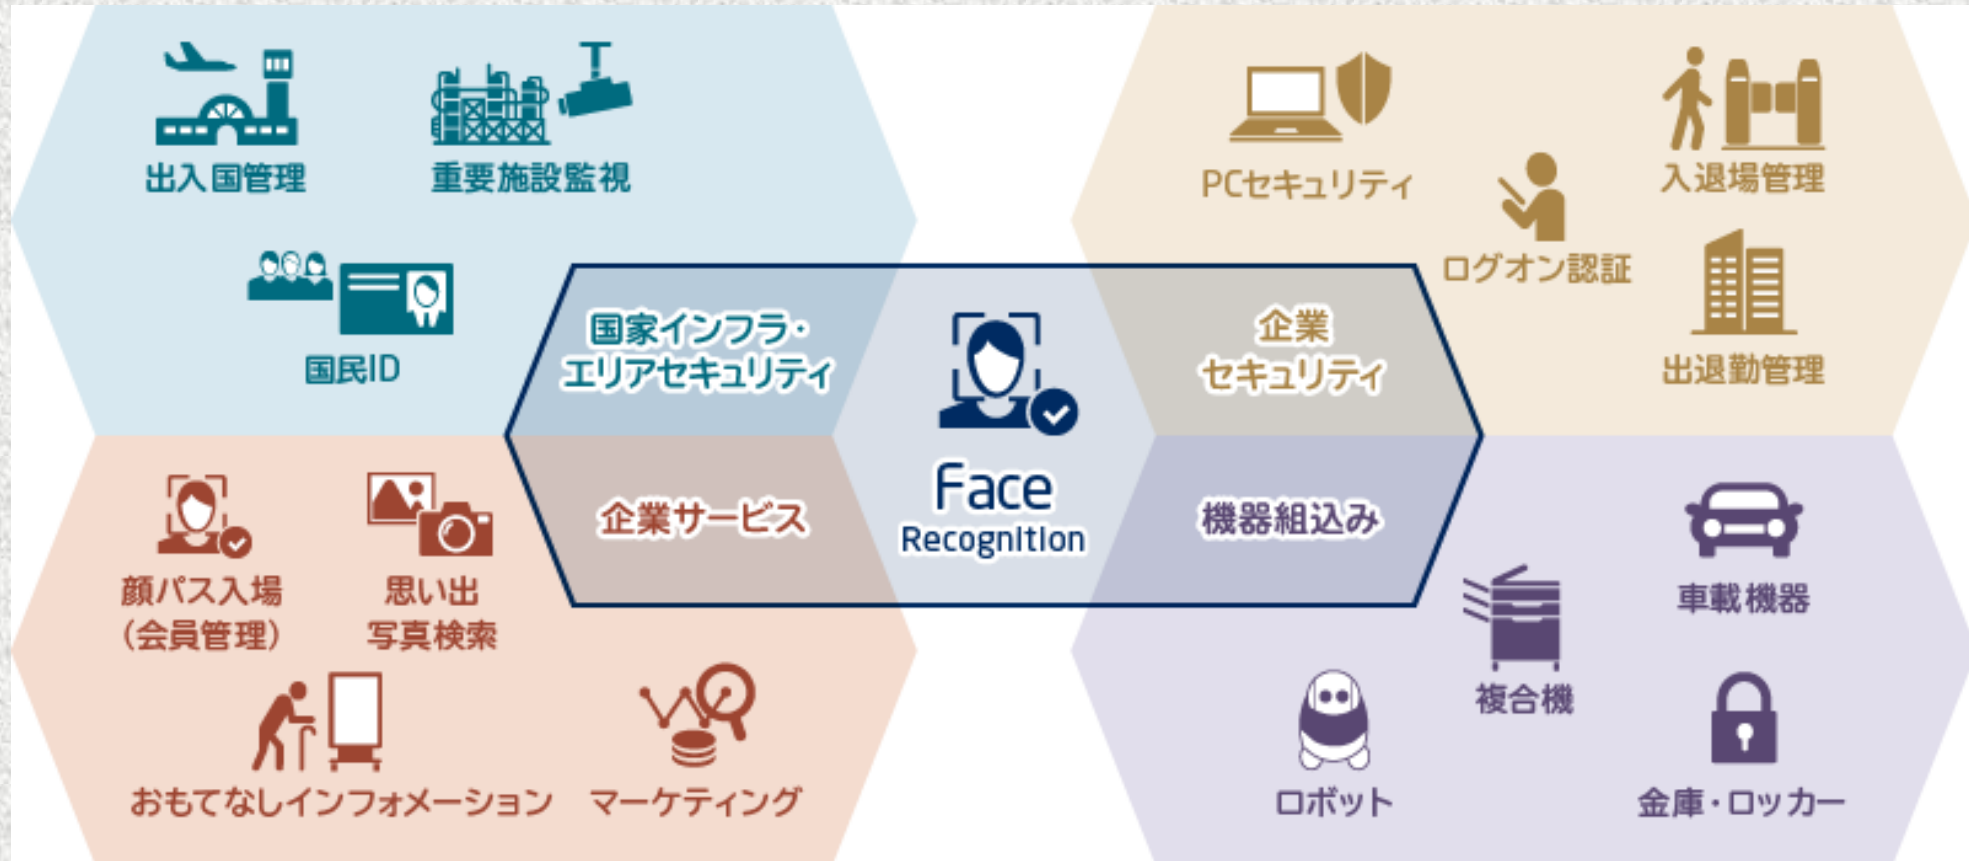 出入国管理
重要施設監視
国民ID
国家インフラ・
エリアセキュリティ
PCセキュリティ
入退場管理
ログオン認証
出退勤管理
企業
セキュリティ
Face
Recognition
顔パス入場
（会員管理）
思い出
写真検索
企業サービス
おもてなしインフォメーション
マーケティング
機器組込み
車載機器
複合機
ロボット
金庫・ロッカー